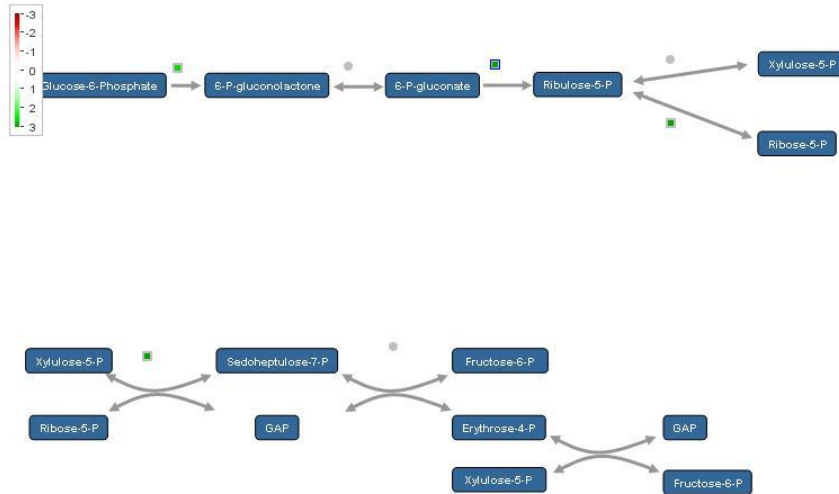 -3
-2
-1
0
1
2
3
Glucose-6-Phosphate
6-P-gluconolactone
6-P-gluconate
Ribulose-5-P
Xylulose-5-P
Ribose-5-P
Xylulose-5-P
Sedoheptulose-7-P
Fructose-6-P
Ribose-5-P
GAP
Erythrose-4-P
GAP
Xylulose-5-P
Fructose-6-P